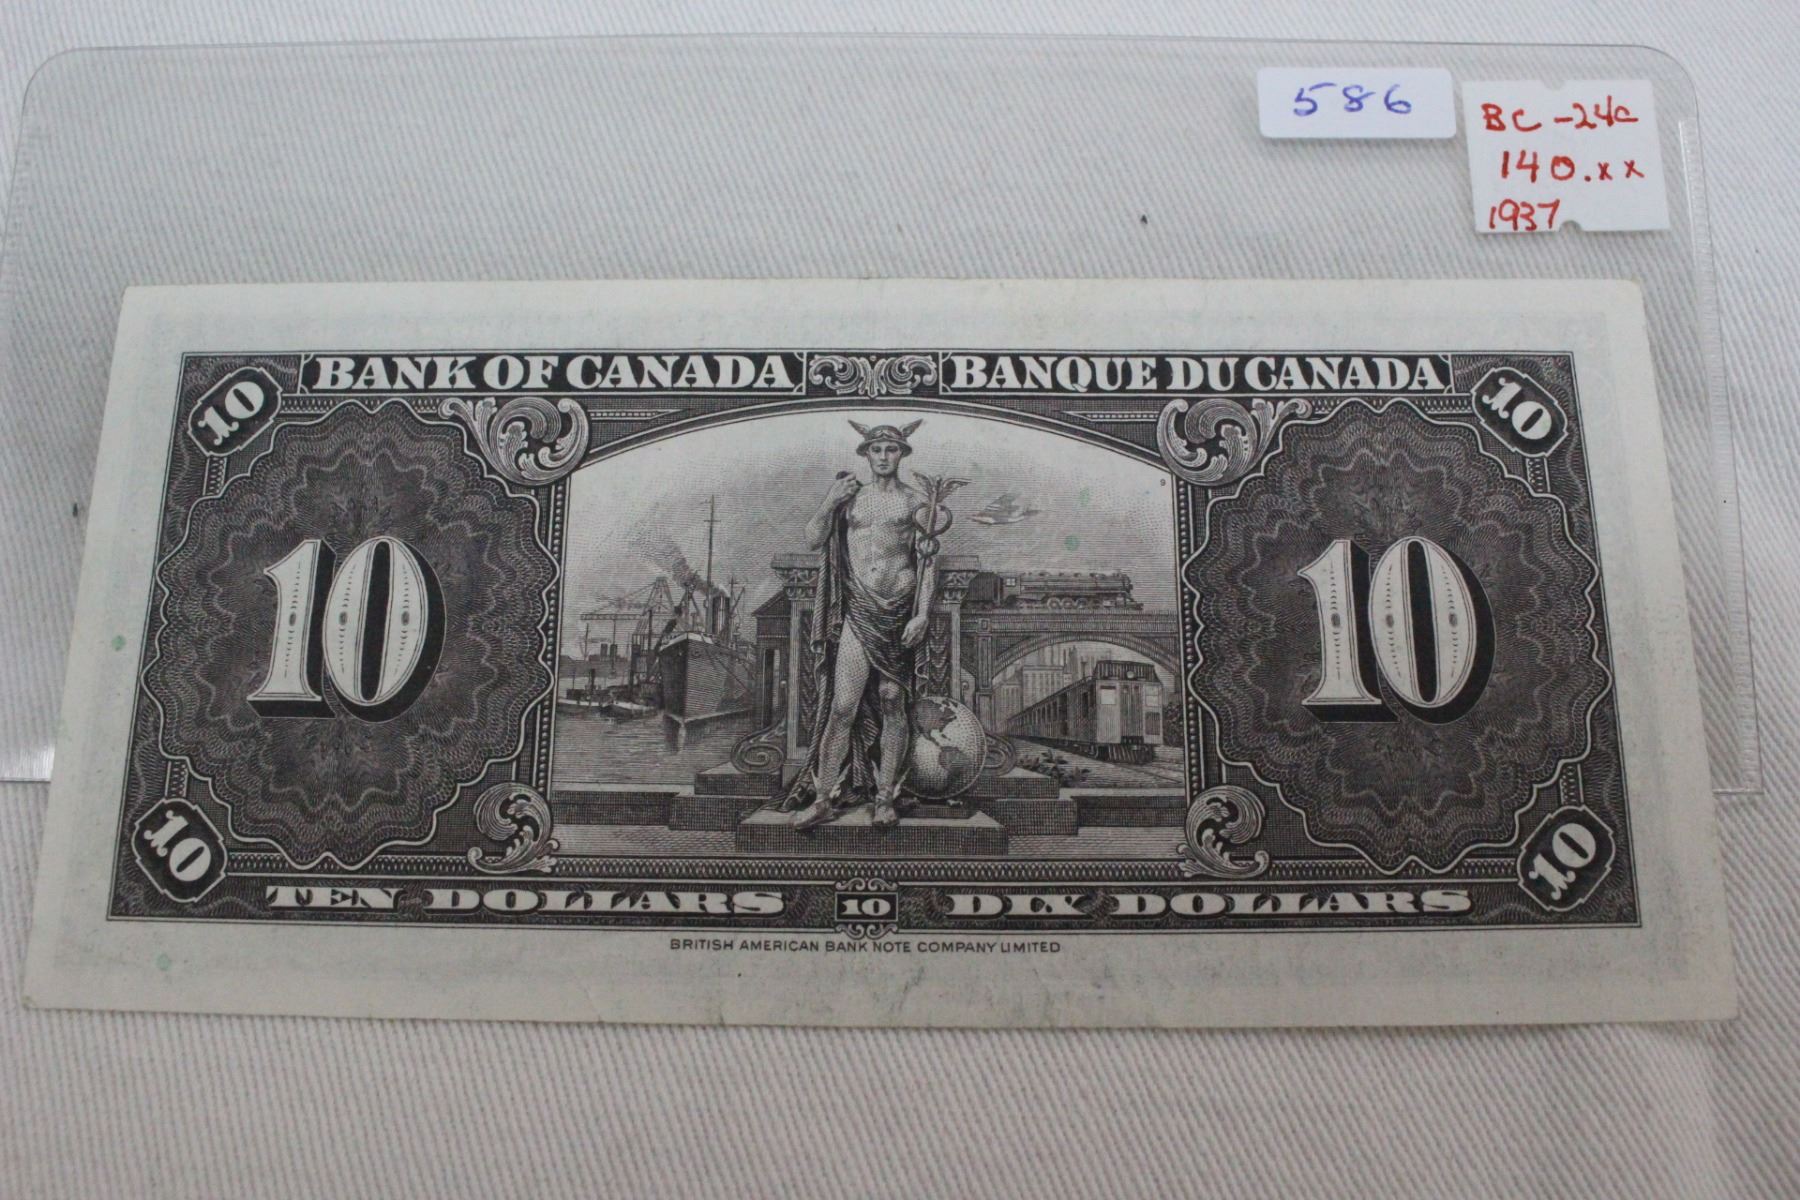 586
BC-24c
140.xx
1937
BANK OF CANADA BANQUE DU CANADA
10 10
9
10 10
10 10
TEN DOLLARS 10 DIX DOLLARS
BRITISH AMERICAN BANK NOTE COMPANY LIMITED